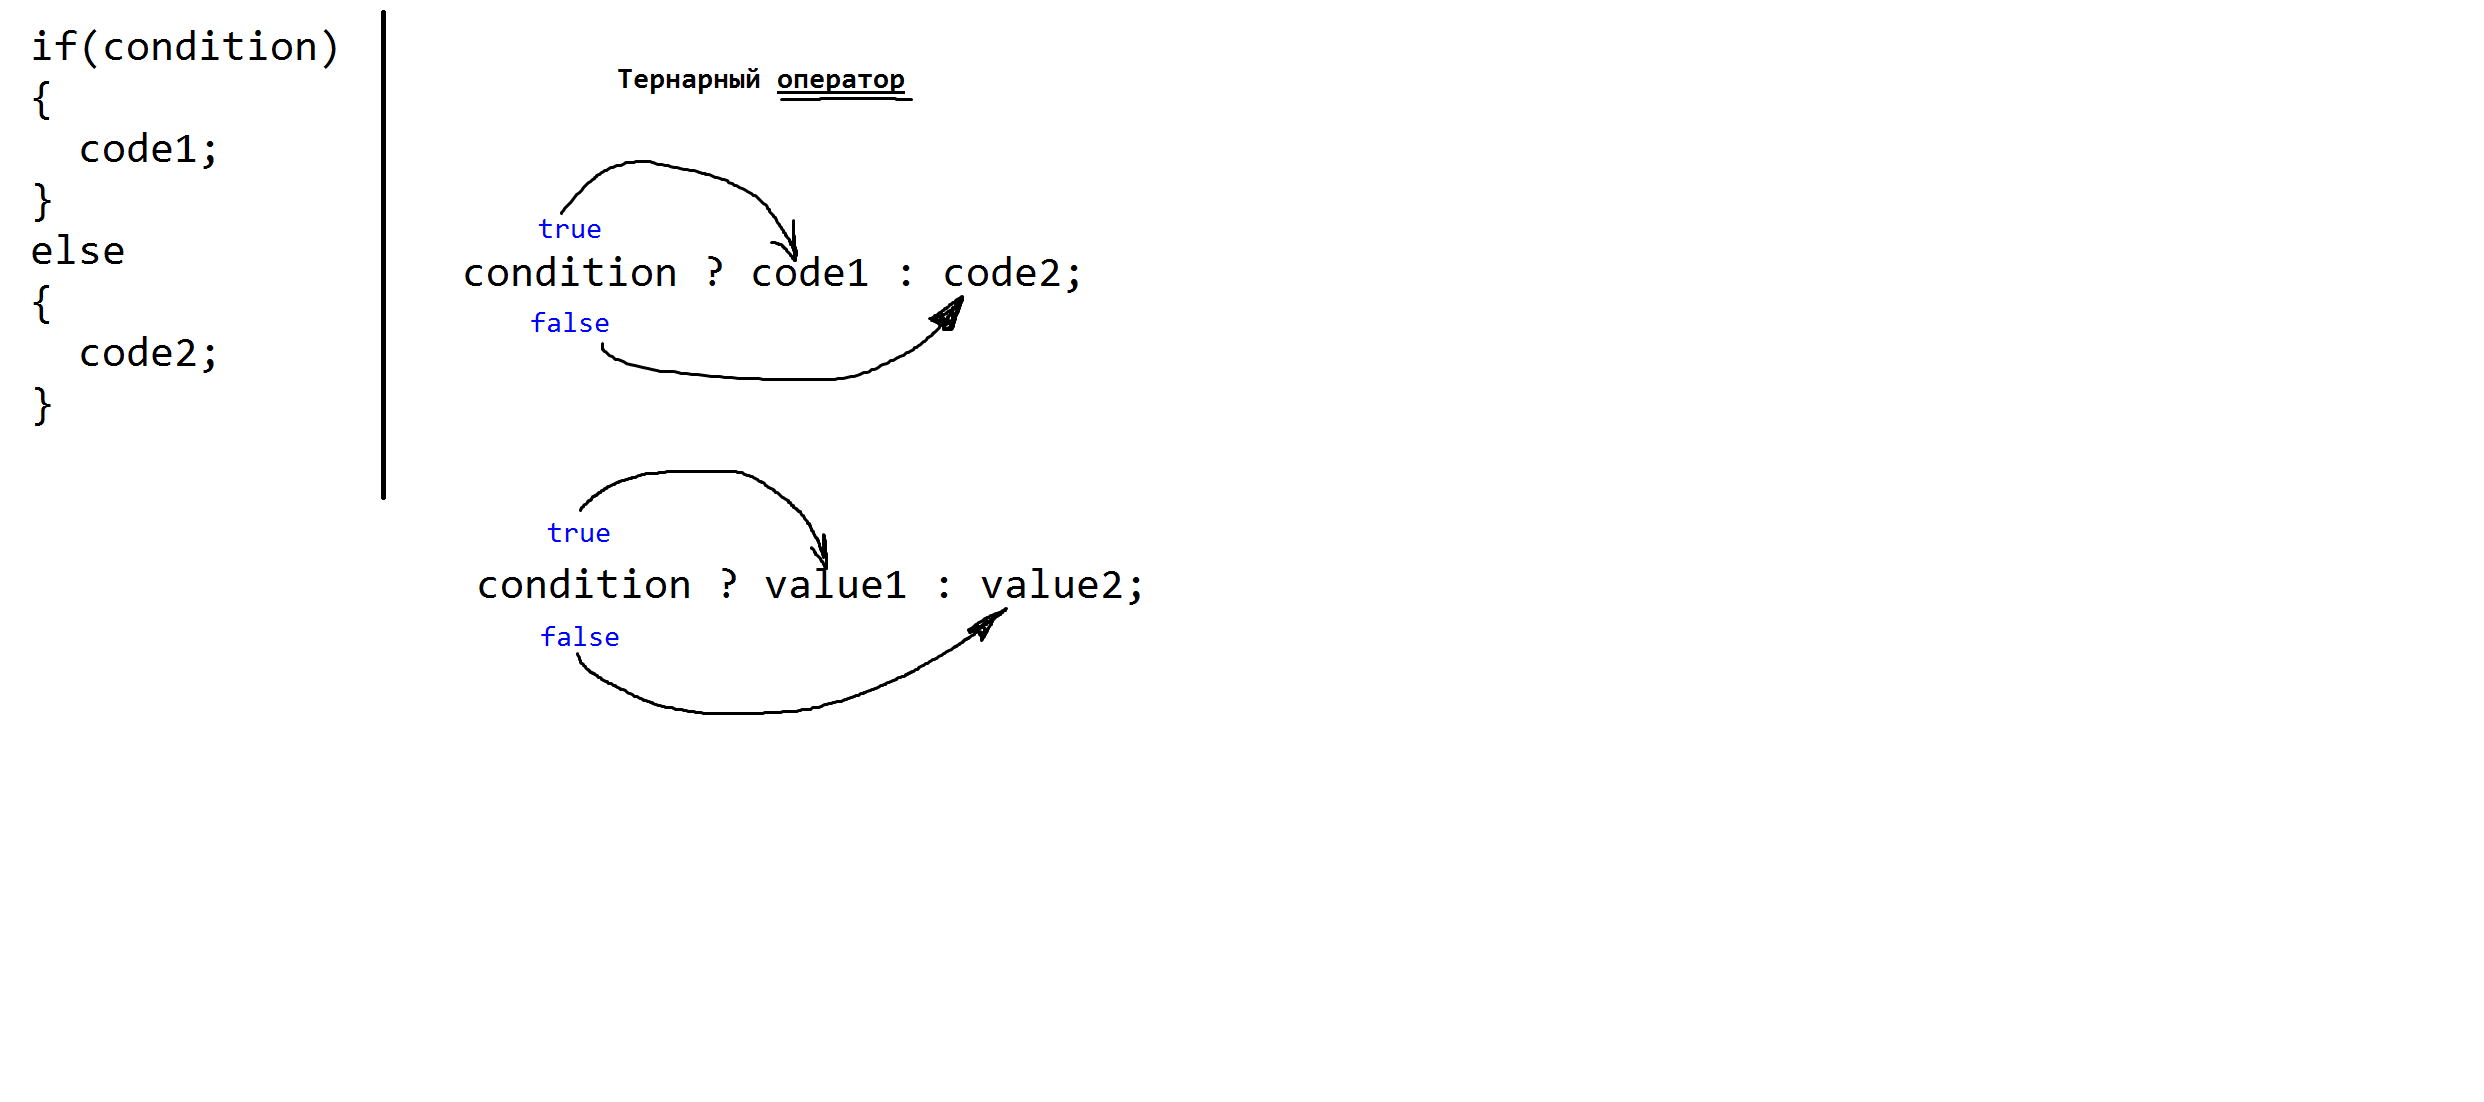 if(condition)
{
  code1;
}
else
{
  code2;
}
Тернарный оператор
true
condition ? code1 : code2;
false
true
condition ? value1 : value2;
false